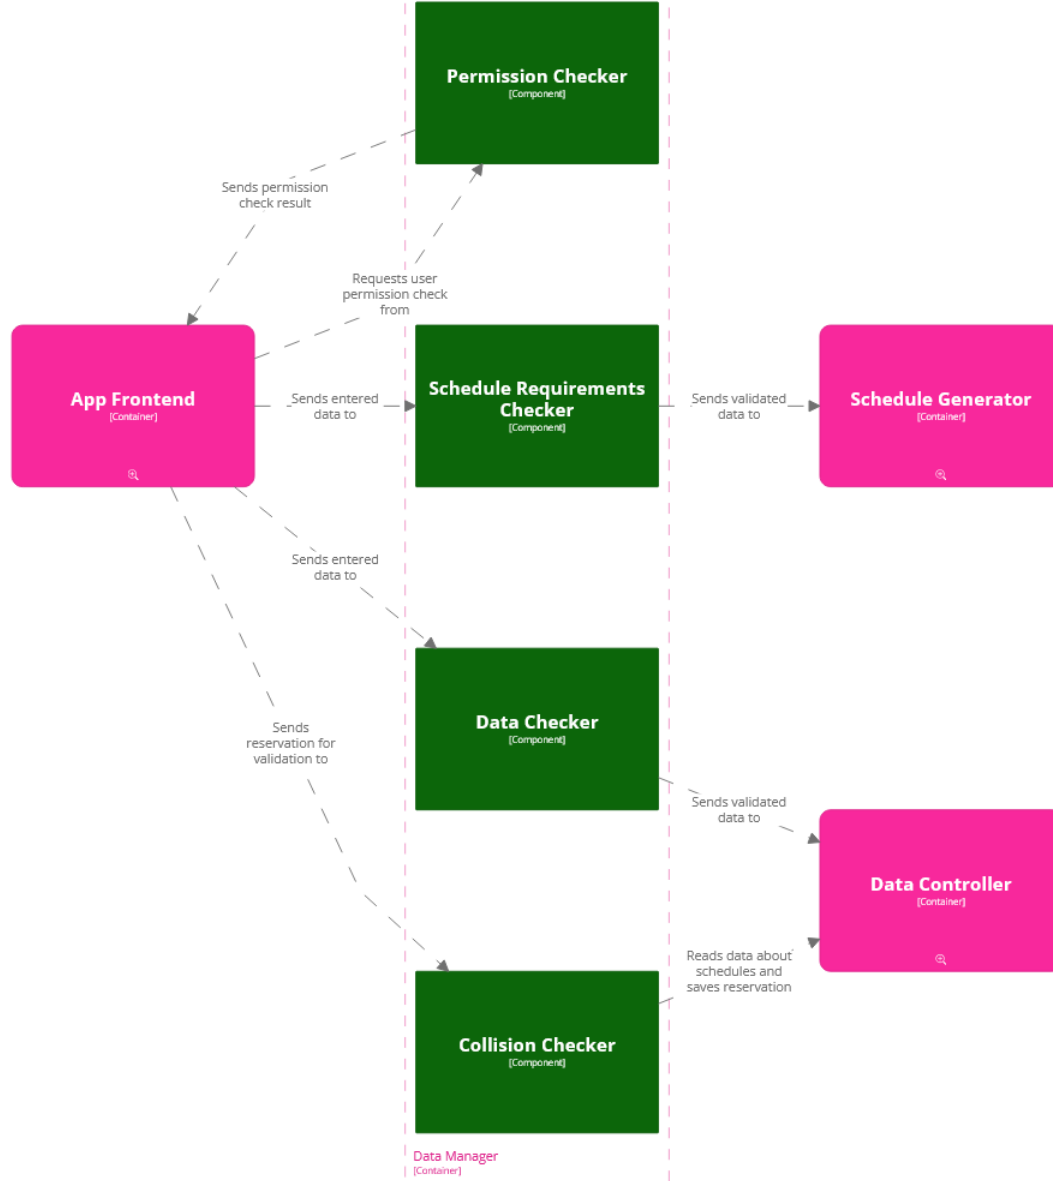 Permission Checker
[Component]
Sends permission
check result
Requests user
permission check
from
App Frontend
[Container]
Sends entered
data to
Schedule Requirements
Checker
[Component]
Sends validated
data to
Schedule Generator
[Container]
Sends entered
data to
Data Checker
[Component]
Sends
reservation for
validation to
Sends validated
data to
Data Controller
[Container]
Reads data about
schedules and
saves reservation
Collision Checker
[Component]
Data Manager
[Container]